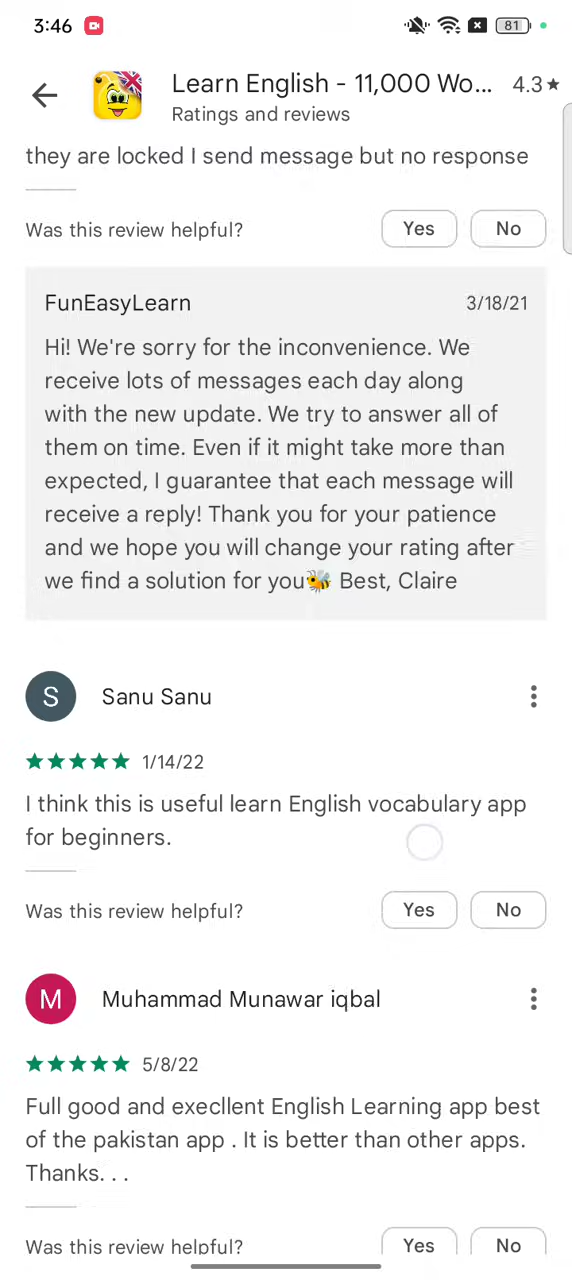 3:46
81
Learn English - 11,000 Wo... 4.3★
Ratings and reviews
they are locked I send message but no response
Was this review helpful? Yes No
FunEasyLearn 3/18/21
Hi! We're sorry for the inconvenience. We
receive lots of messages each day along
with the new update. We try to answer all of
them on time. Even if it might take more than
expected, I guarantee that each message will
receive a reply! Thank you for your patience
and we hope you will change your rating after
we find a solution for you🐝 Best, Claire
S Sanu Sanu
★★★★★ 1/14/22
I think this is useful learn English vocabulary app
for beginners.
Was this review helpful? Yes No
M Muhammad Munawar iqbal
★★★★★ 5/8/22
Full good and execllent English Learning app best
of the pakistan app . It is better than other apps.
Thanks. . .
Was this review helpful? Yes No